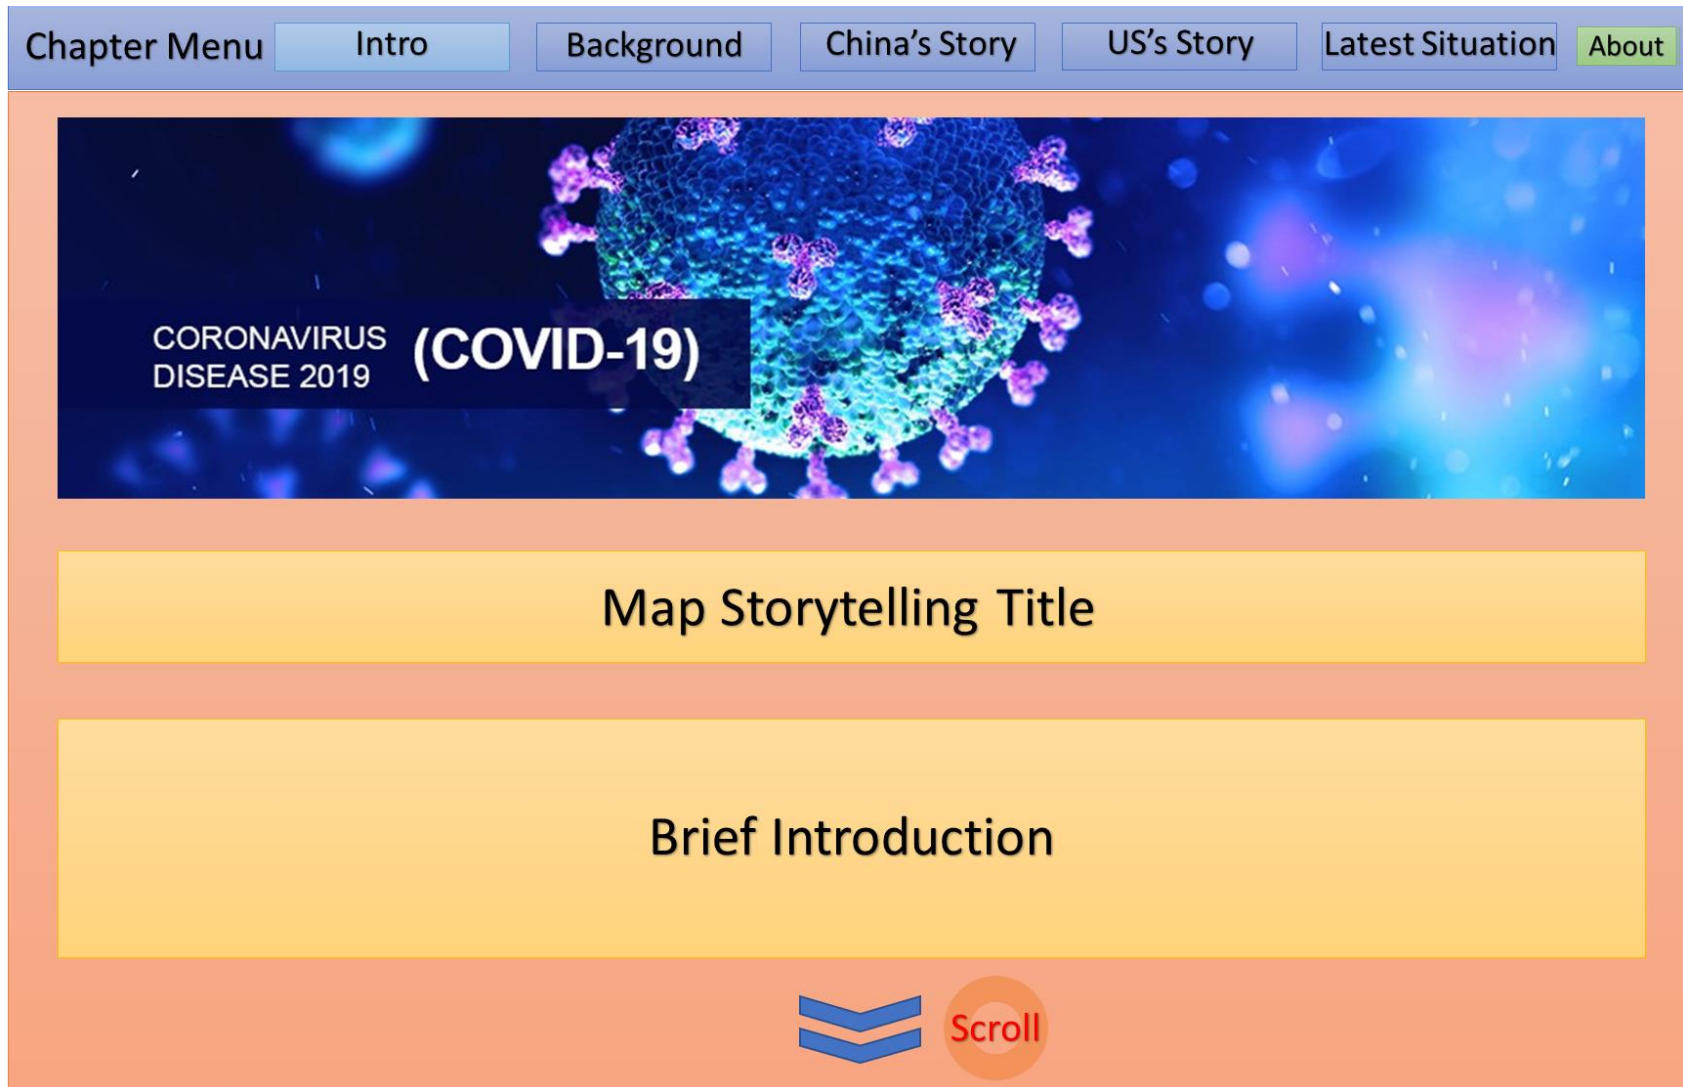 Chapter Menu
Intro
Background
China's Story
US's Story
Latest Situation
About
CORONAVIRUS
DISEASE 2019
(COVID-19)
Map Storytelling Title
Brief Introduction
Scroll